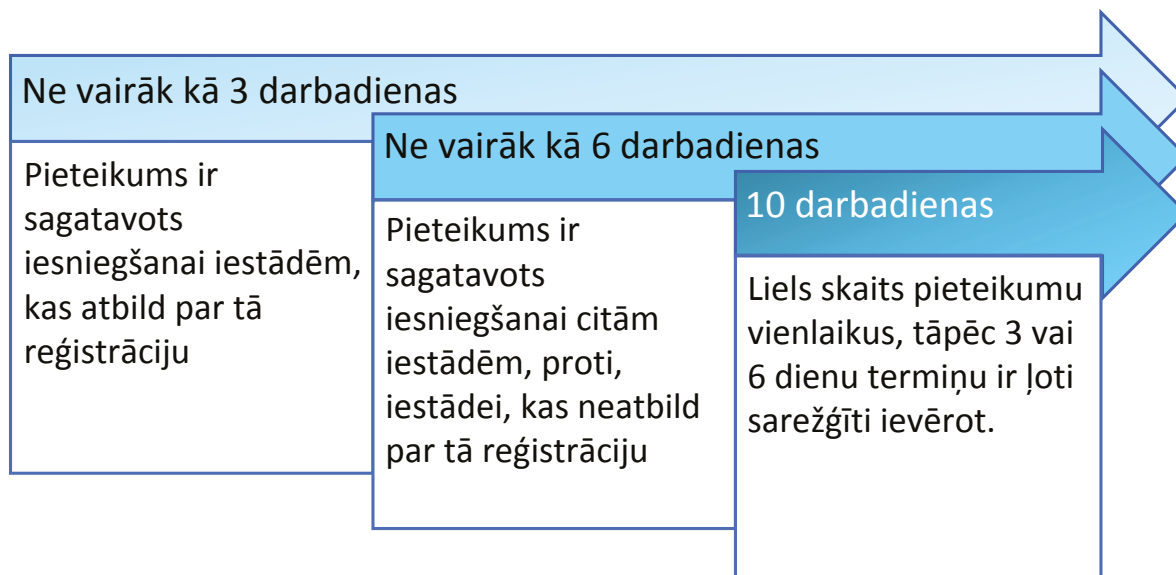 Ne vairāk kā 3 darbadienas
Pieteikums ir
sagatavots
iesniegšanai iestādēm,
kas atbild par tā
reģistrāciju
Ne vairāk kā 6 darbadienas
Pieteikums ir
sagatavots
iesniegšanai citām
iestādēm, proti,
iestādei, kas neatbild
par tā reģistrāciju
10 darbadienas
Liels skaits pieteikumu
vienlaikus, tāpēc 3 vai
6 dienu termiņu ir ļoti
sarežģīti ievērot.